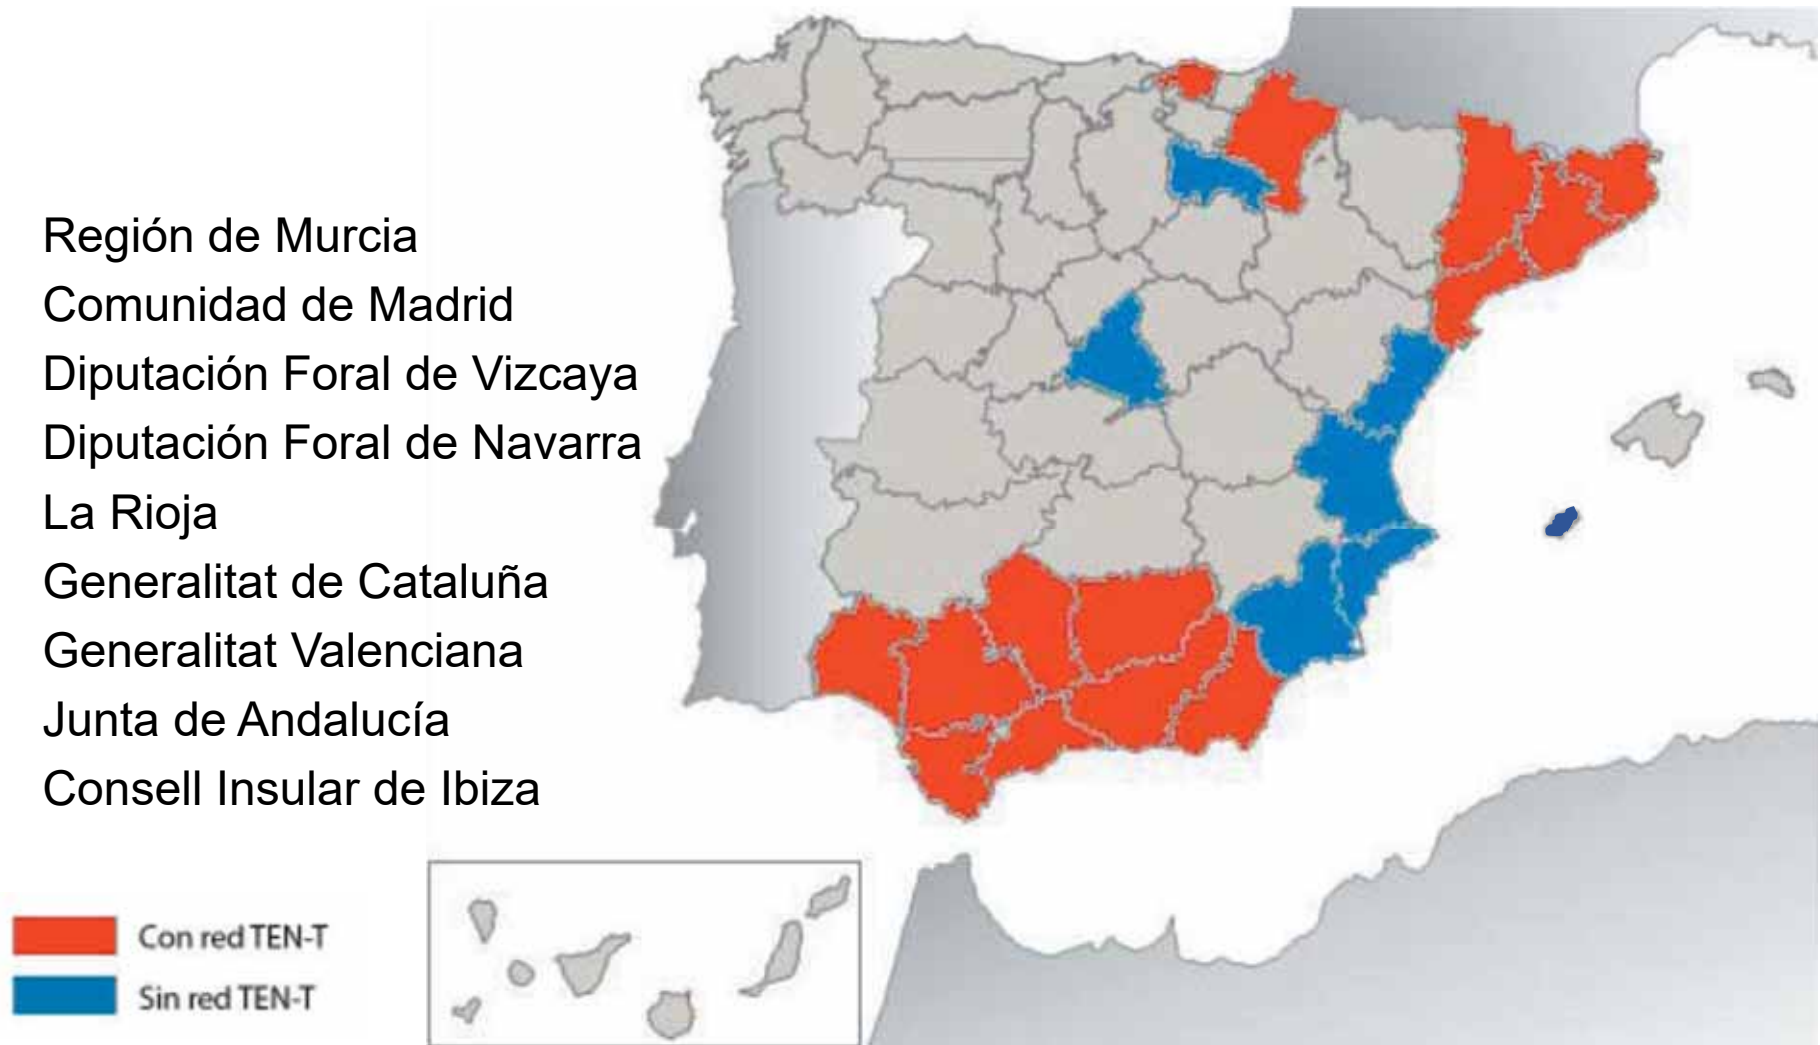 Región de Murcia
Comunidad de Madrid
Diputación Foral de Vizcaya
Diputación Foral de Navarra
La Rioja
Generalitat de Cataluña
Generalitat Valenciana
Junta de Andalucía
Consell Insular de Ibiza
Con red TEN-T
Sin red TEN-T